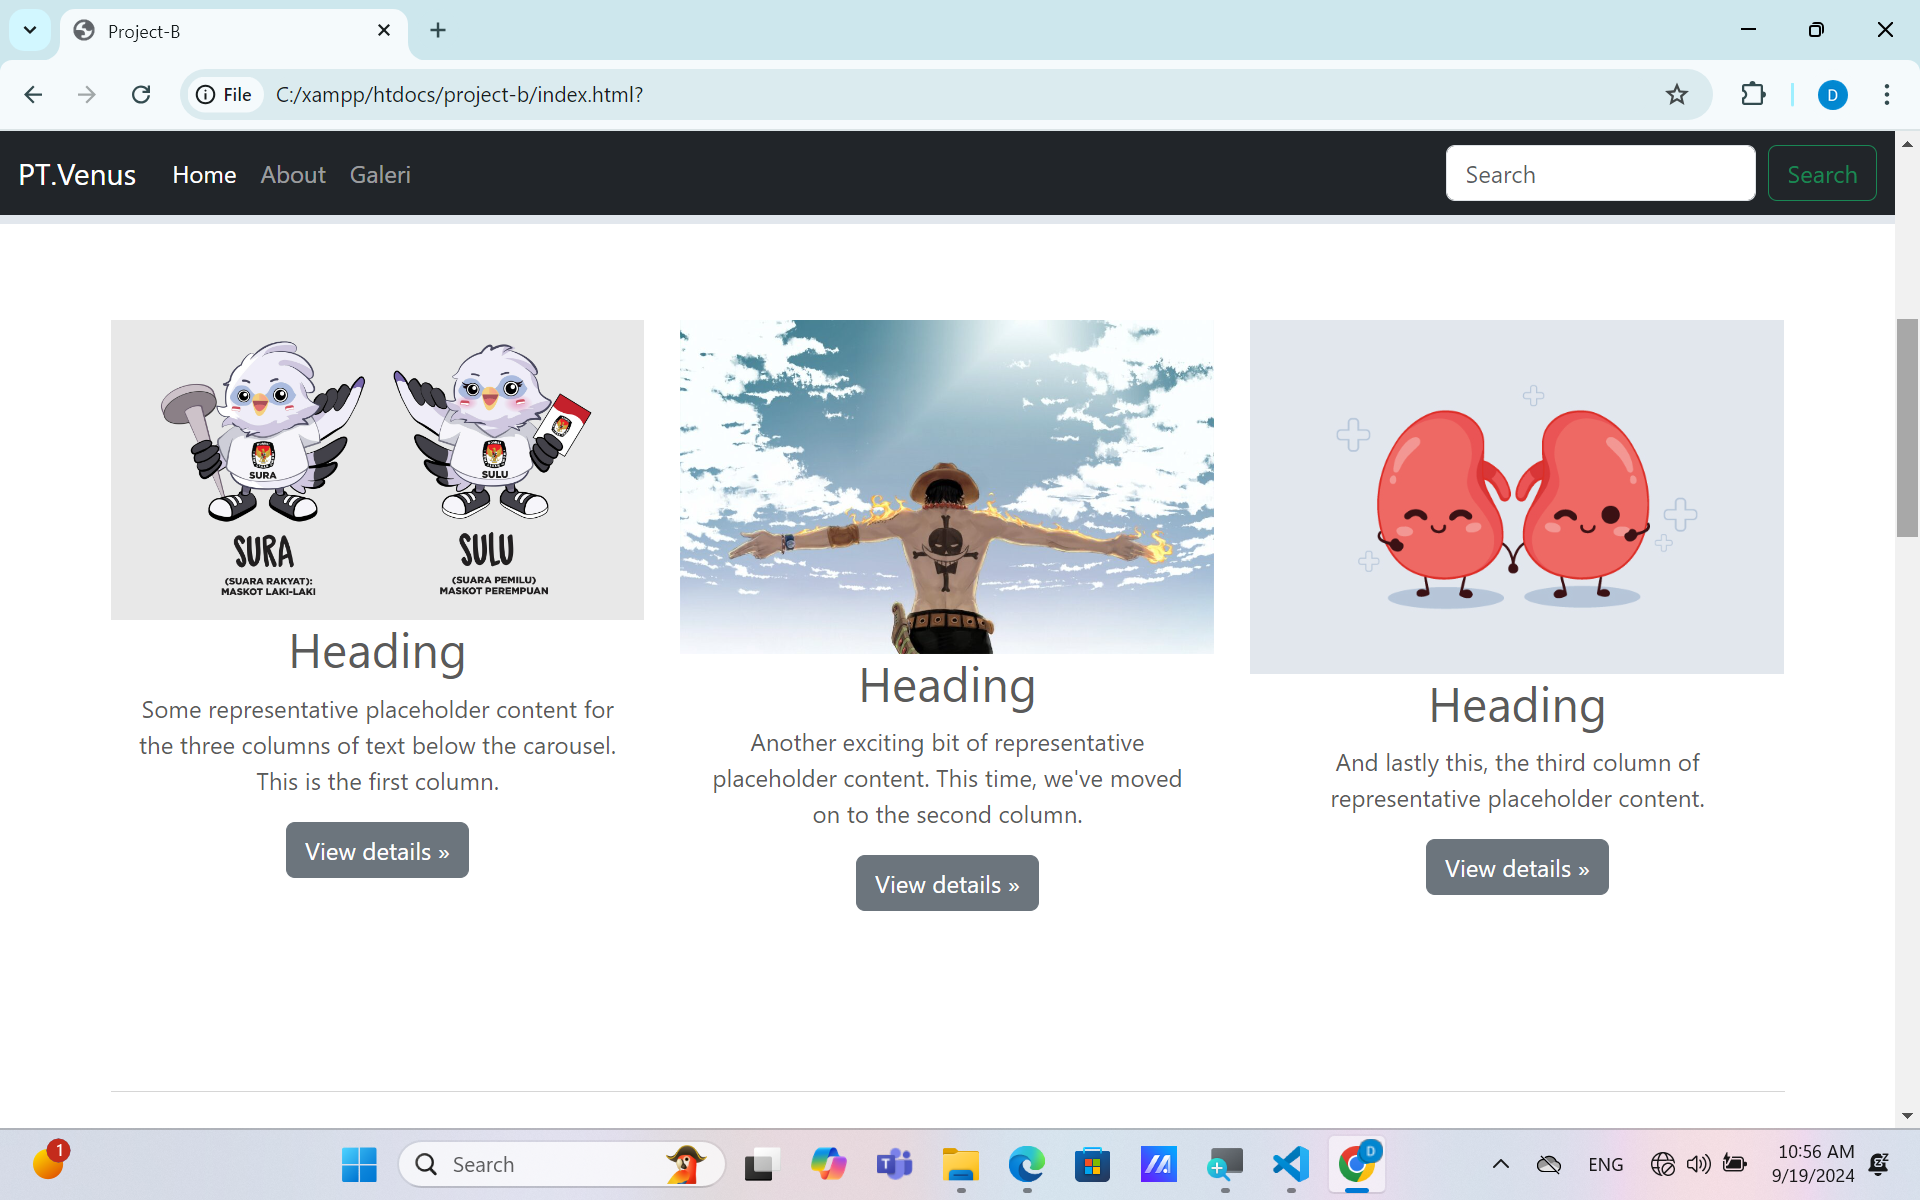 Project-B
File
C:/xampp/htdocs/project-b/index.html?
D
PT.Venus
Home
About
Galeri
Search
Search
SURA
SULU
SURA
(SUARA RAKYAT):
MASKOT LAKI-LAKI
SULU
(SUARA PEMILU)
MASKOT PEREMPUAN
Heading
Some representative placeholder content for
the three columns of text below the carousel.
This is the first column.
View details »
Heading
Another exciting bit of representative
placeholder content. This time, we've moved
on to the second column.
View details »
Heading
And lastly this, the third column of
representative placeholder content.
View details »
1
Search
D
ENG
10:56 AM
9/19/2024